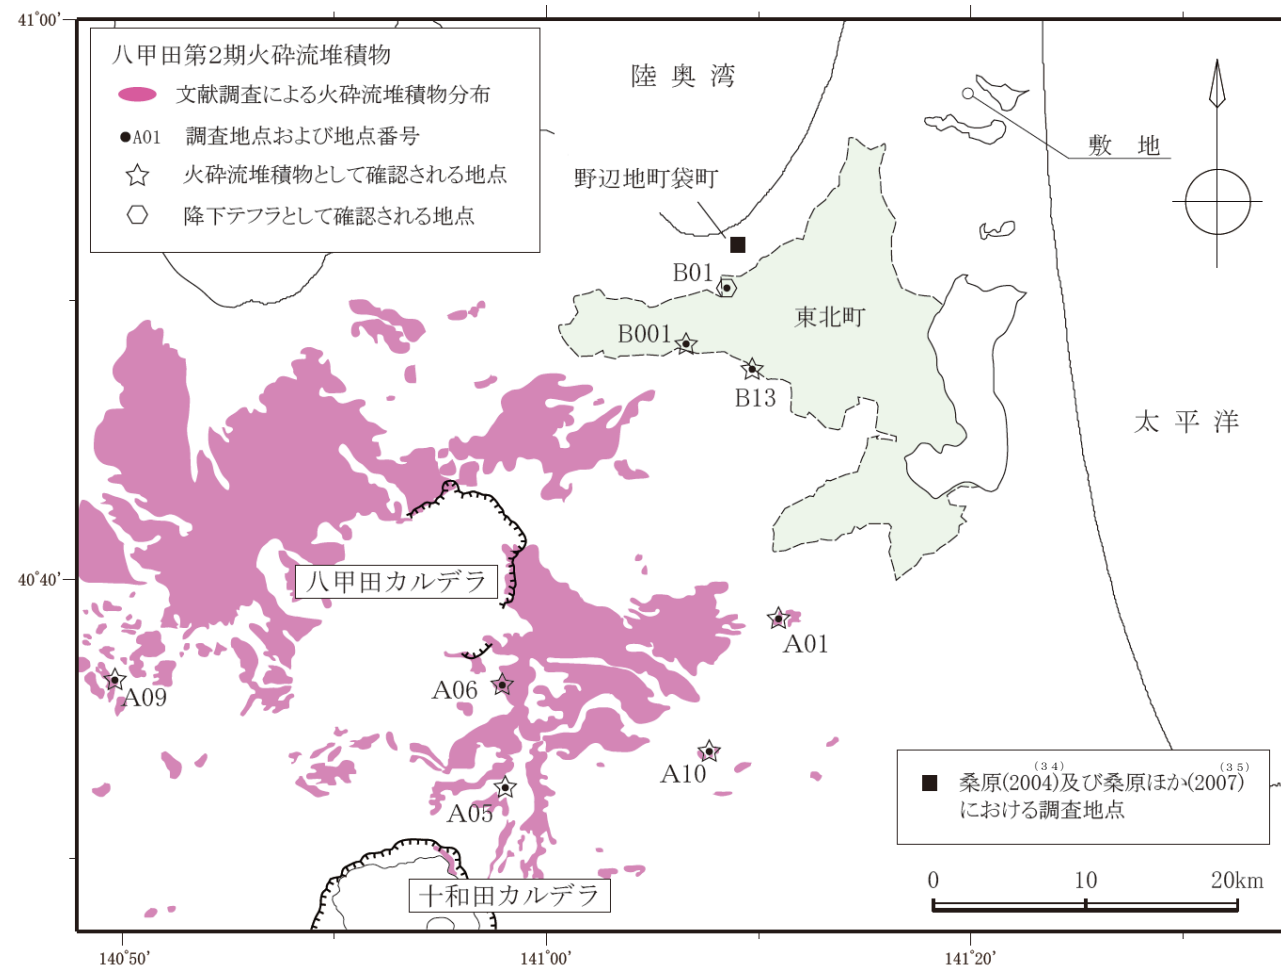 41°00'
八甲田第2期火砕流堆積物
文献調査による火砕流堆積物分布
A01 調査地点および地点番号
火砕流堆積物として確認される地点
降下テフラとして確認される地点
陸奥湾
敷地
野辺地町袋町
B01
東北町
B001
B13
太平洋
40°40'
八甲田カルデラ
A01
A06
A09
A10
A05
十和田カルデラ
(34) (35)
桑原(2004)及び桑原ほか(2007)
における調査地点
0 10 20km
140°50' 141°00' 141°20'